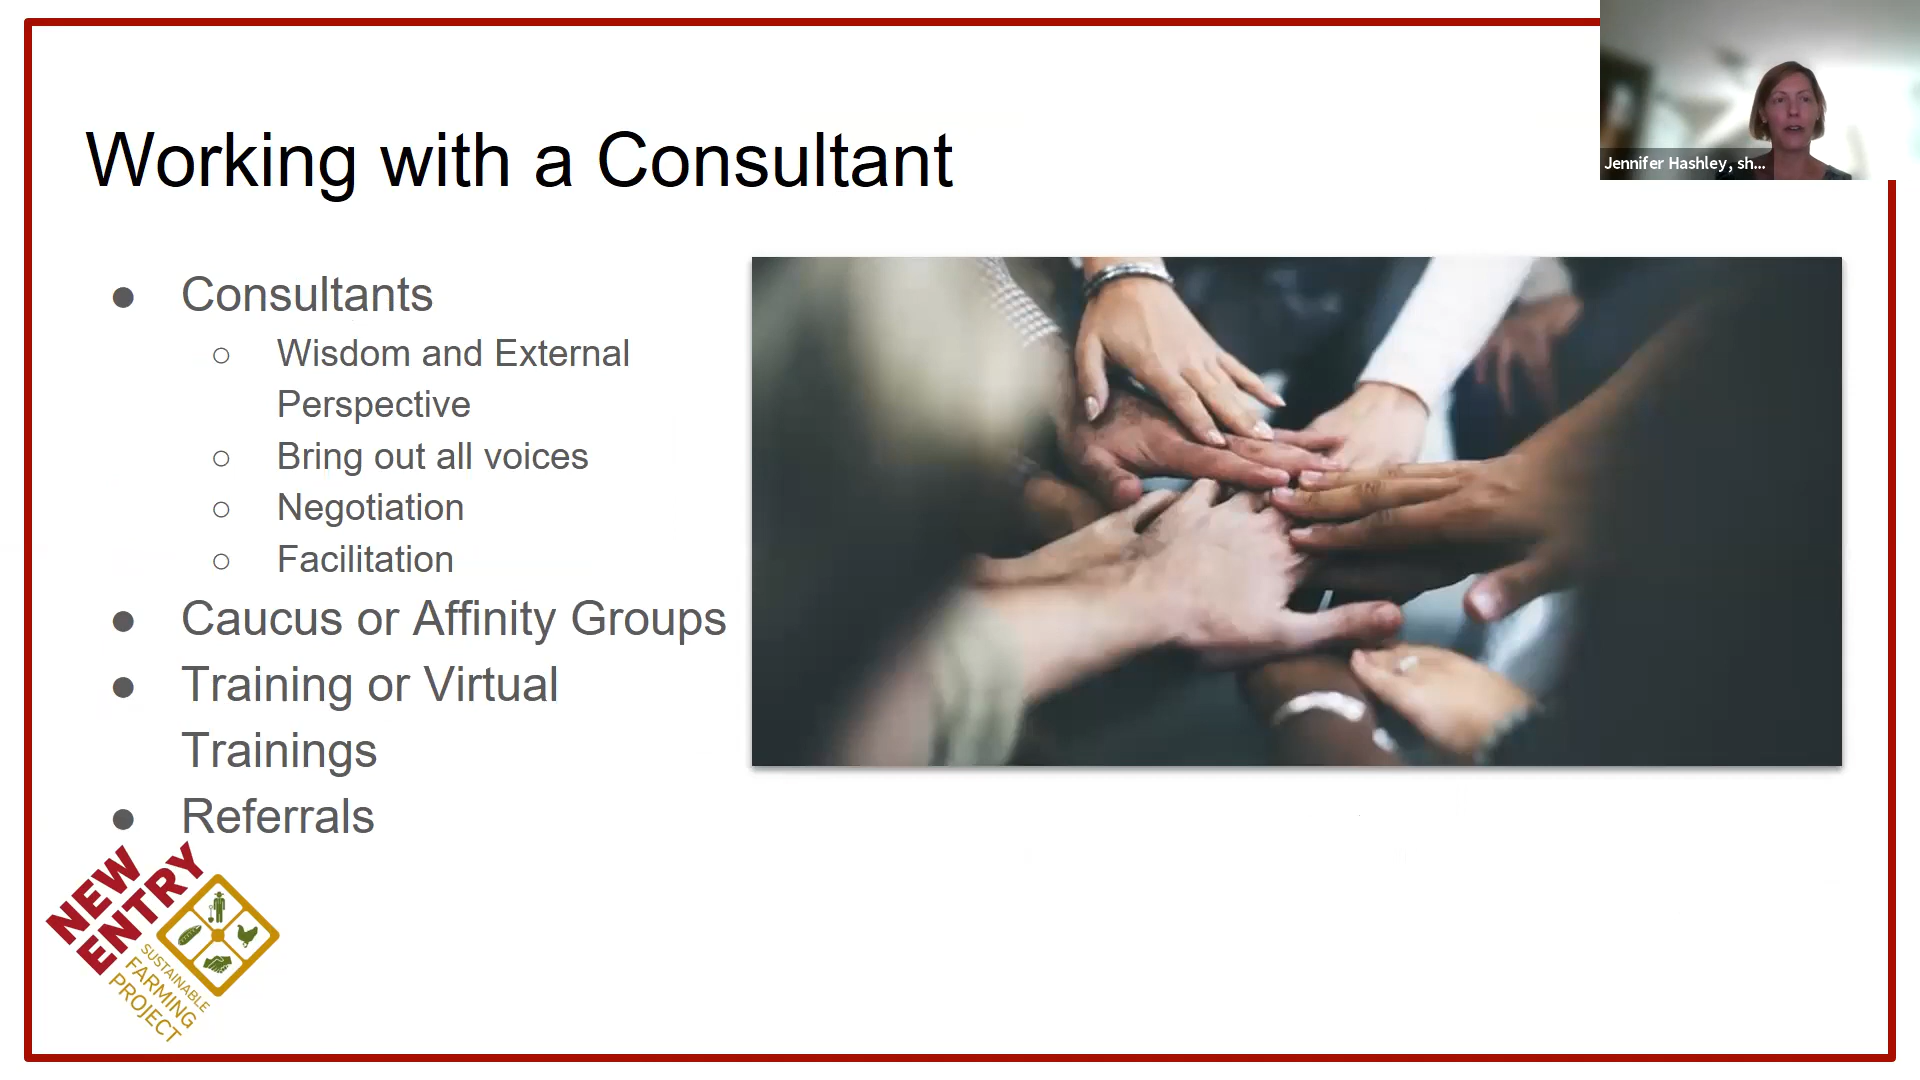 Working with a Consultant
Jennifer Hashley, sh...
● Consultants
○ Wisdom and External
Perspective
○ Bring out all voices
○ Negotiation
○ Facilitation
● Caucus or Affinity Groups
● Training or Virtual
Trainings
● Referrals
NEW
ENTRY
SUSTAINABLE
FARMING
PROJECT